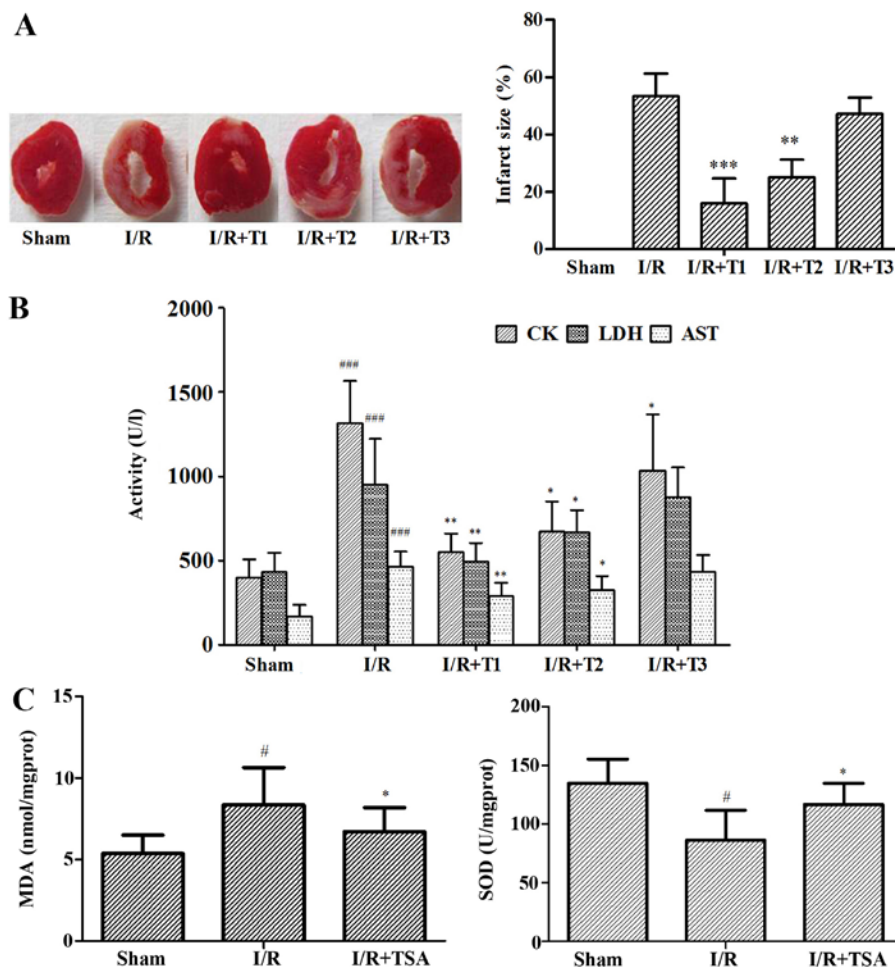 A
Sham I/R I/R+T1 I/R+T2 I/R+T3
Infarct size (%)
80
60
40
20
0
***
**
Sham I/R I/R+T1 I/R+T2 I/R+T3
B
Activity (U/l)
2000
1500
1000
500
0
CK LDH AST
###
###
###
**
**
**
*
*
*
*
Sham I/R I/R+T1 I/R+T2 I/R+T3
C
MDA (nmol/mgprot)
15
10
5
0
#
*
Sham I/R I/R+TSA
SOD (U/mgprot)
200
150
100
50
0
#
*
Sham I/R I/R+TSA